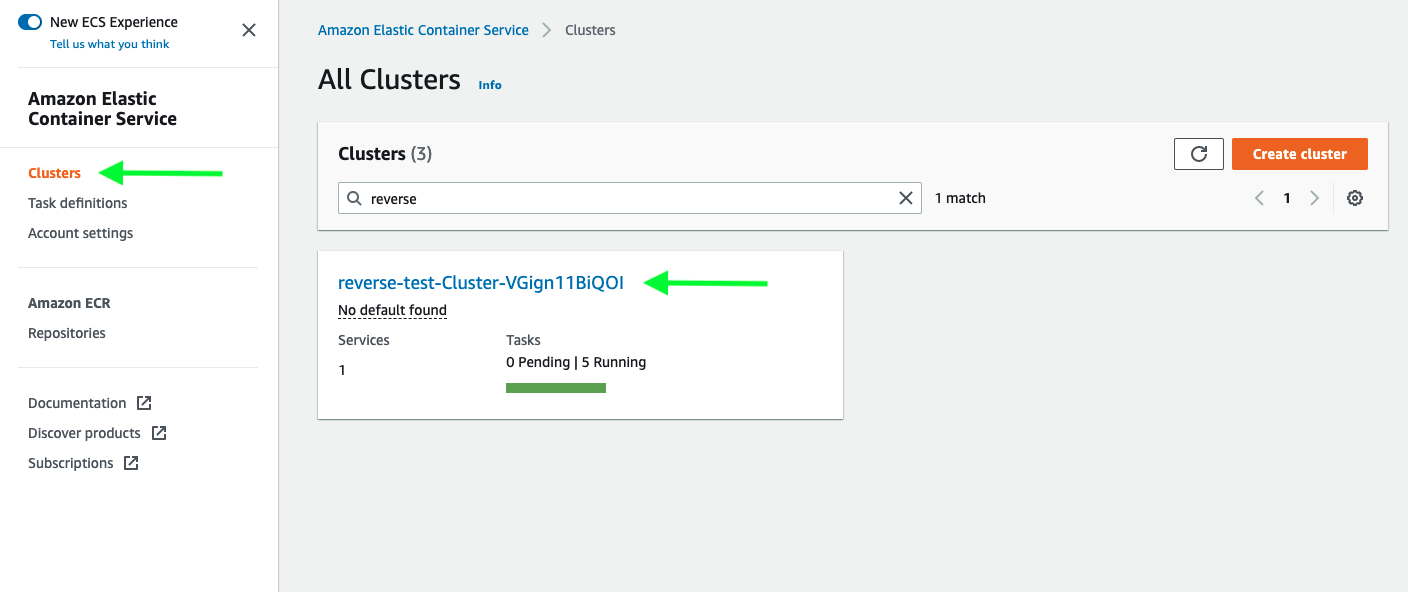 New ECS Experience
Tell us what you think
Amazon Elastic
Container Service
Clusters
Task definitions
Account settings
Amazon ECR
Repositories
Documentation
Discover products
Subscriptions
Amazon Elastic Container Service > Clusters
All Clusters Info
Clusters (3)
Create cluster
reverse
1 match
1
reverse-test-Cluster-VGign11BiQOI
No default found
Services
1
Tasks
0 Pending | 5 Running